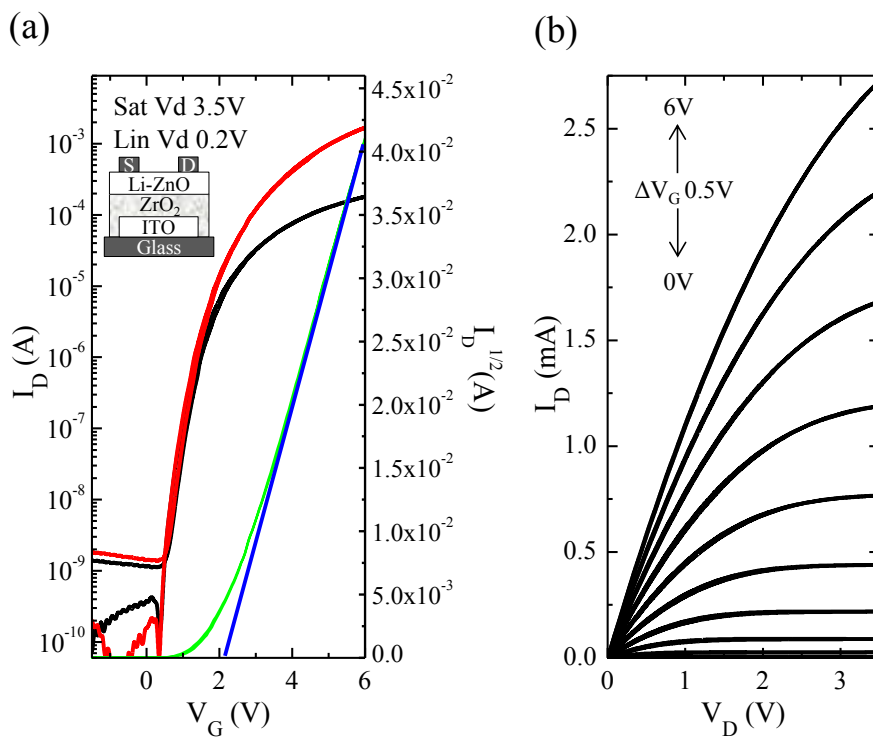 (a)
(b)
Sat Vd 3.5V
Lin Vd 0.2V
S D
Li-ZnO
ZrO2
ITO
Glass
10⁻³
10⁻⁴
10⁻⁵
10⁻⁶
10⁻⁷
10⁻⁸
10⁻⁹
10⁻¹⁰
I_D (A)
0 2 4 6
V_G (V)
4.5x10⁻²
4.0x10⁻²
3.5x10⁻²
3.0x10⁻²
2.5x10⁻²
2.0x10⁻²
1.5x10⁻²
1.0x10⁻²
5.0x10⁻³
0.0
I_D^1/2(A)
6V
ΔV_G 0.5V
0V
2.5
2.0
1.5
1.0
0.5
0.0
I_D (mA)
0 1 2 3
V_D (V)